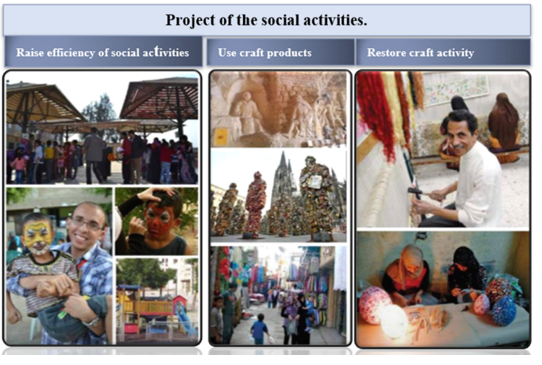 Project of the social activities.
Raise efficiency of social activities
Use craft products
Restore craft activity